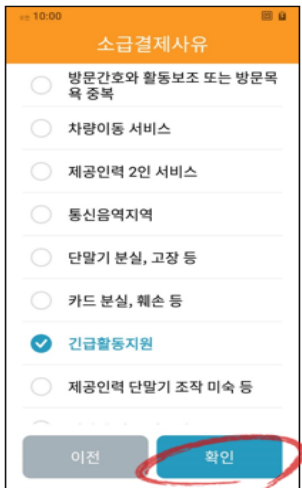 오전 10:00
소급결제사유
방문간호와 활동보조 또는 방문목
욕 중복
차량이동 서비스
제공인력 2인 서비스
통신음역지역
단말기 분실, 고장 등
카드 분실, 훼손 등
긴급활동지원
제공인력 단말기 조작 미숙 등
이전
확인